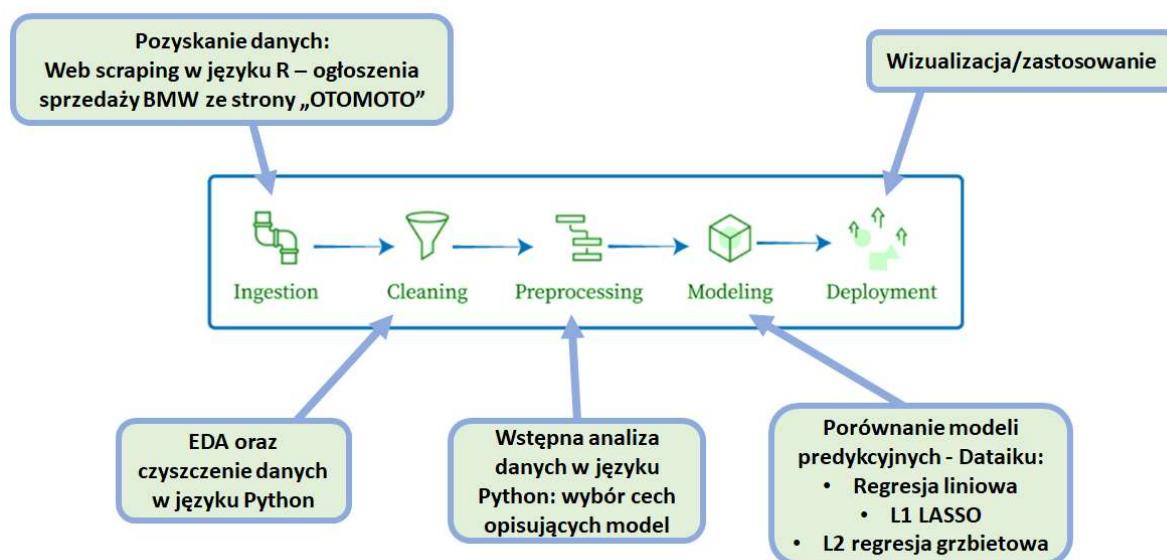 Pozyskanie danych:
Web scraping w języku R – ogłoszenia
sprzedaży BMW ze strony „OTOMOTO”
Wizualizacja/zastosowanie
Ingestion
Cleaning
Preprocessing
Modeling
Deployment
EDA oraz
czyszczenie danych
w języku Python
Wstępna analiza
danych w języku
Python: wybór cech
opisujących model
Porównanie modeli
predykcyjnych - Dataiku:
• Regresja liniowa
• L1 LASSO
• L2 regresja grzbietowa